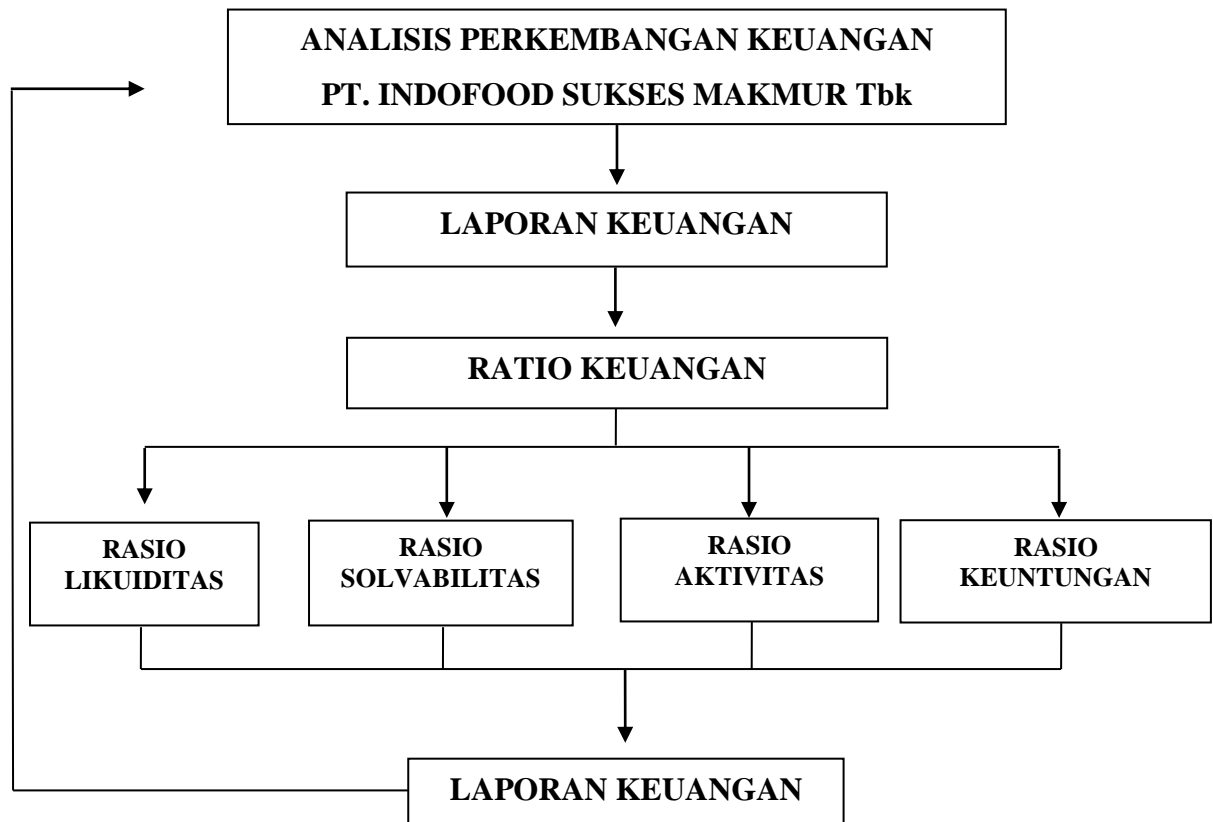 ANALISIS PERKEMBANGAN KEUANGAN
PT. INDOFOOD SUKSES MAKMUR Tbk
LAPORAN KEUANGAN
RATIO KEUANGAN
RASIO
LIKUIDITAS
RASIO
SOLVABILITAS
RASIO
AKTIVITAS
RASIO
KEUNTUNGAN
LAPORAN KEUANGAN